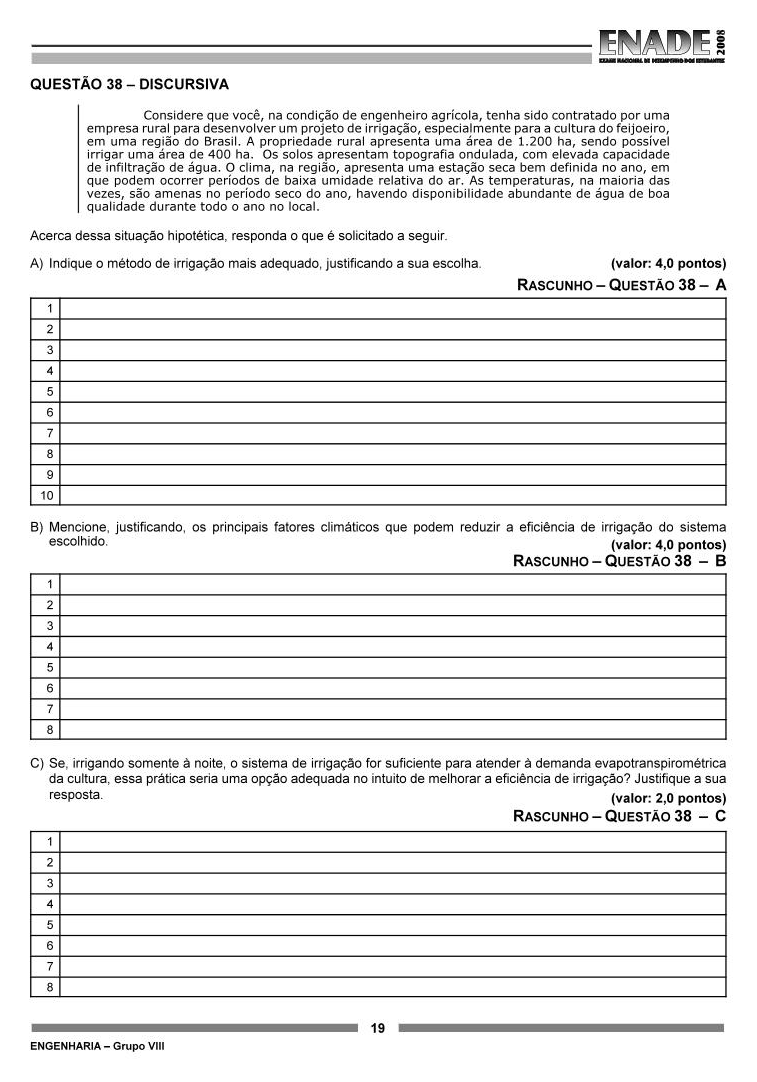 ENADE 2008
EXAME NACIONAL DE DESEMPENHO DOS ESTUDANTES
QUESTÃO 38 – DISCURSIVA
Considere que você, na condição de engenheiro agrícola, tenha sido contratado por uma
empresa rural para desenvolver um projeto de irrigação, especialmente para a cultura do feijoeiro,
em uma região do Brasil. A propriedade rural apresenta uma área de 1.200 ha, sendo possível
irrigar uma área de 400 ha. Os solos apresentam topografia ondulada, com elevada capacidade
de infiltração de água. O clima, na região, apresenta uma estação seca bem definida no ano, em
que podem ocorrer períodos de baixa umidade relativa do ar. As temperaturas, na maioria das
vezes, são amenas no período seco do ano, havendo disponibilidade abundante de água de boa
qualidade durante todo o ano no local.
Acerca dessa situação hipotética, responda o que é solicitado a seguir.
A) Indique o método de irrigação mais adequado, justificando a sua escolha. (valor: 4,0 pontos)
RASCUNHO – QUESTÃO 38 – A
1
2
3
4
5
6
7
8
9
10
B) Mencione, justificando, os principais fatores climáticos que podem reduzir a eficiência de irrigação do sistema
escolhido. (valor: 4,0 pontos)
RASCUNHO – QUESTÃO 38 – B
1
2
3
4
5
6
7
8
C) Se, irrigando somente à noite, o sistema de irrigação for suficiente para atender à demanda evapotranspirométrica
da cultura, essa prática seria uma opção adequada no intuito de melhorar a eficiência de irrigação? Justifique a sua
resposta. (valor: 2,0 pontos)
RASCUNHO – QUESTÃO 38 – C
1
2
3
4
5
6
7
8
19
ENGENHARIA – Grupo VIII